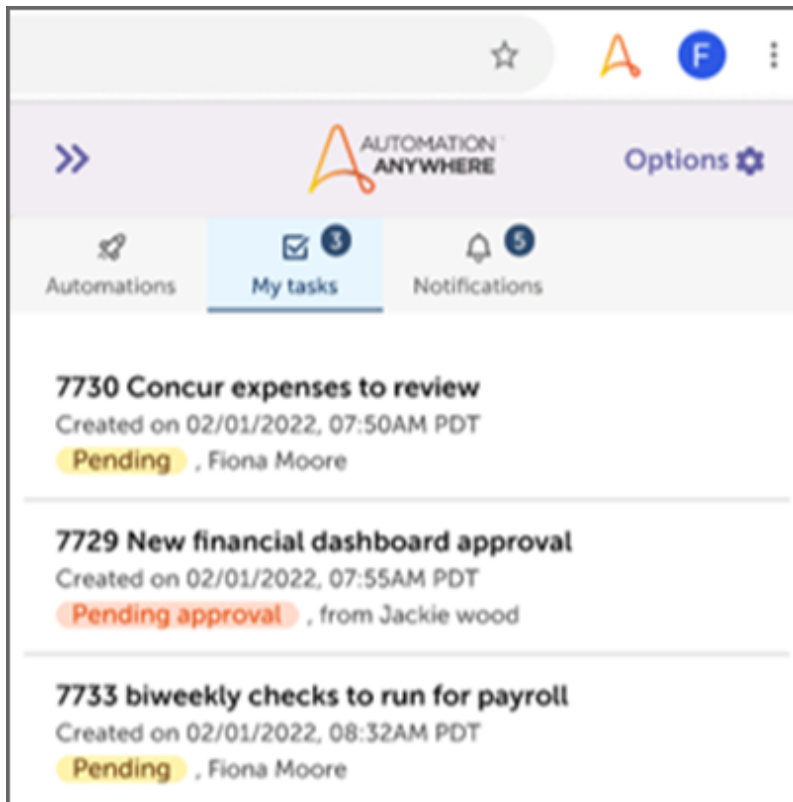 F
AUTOMATION
ANYWHERE
Options
3
5
Automations
My tasks
Notifications
7730 Concur expenses to review
Created on 02/01/2022, 07:50AM PDT
Pending , Fiona Moore
7729 New financial dashboard approval
Created on 02/01/2022, 07:55AM PDT
Pending approval , from Jackie wood
7733 biweekly checks to run for payroll
Created on 02/01/2022, 08:32AM PDT
Pending , Fiona Moore